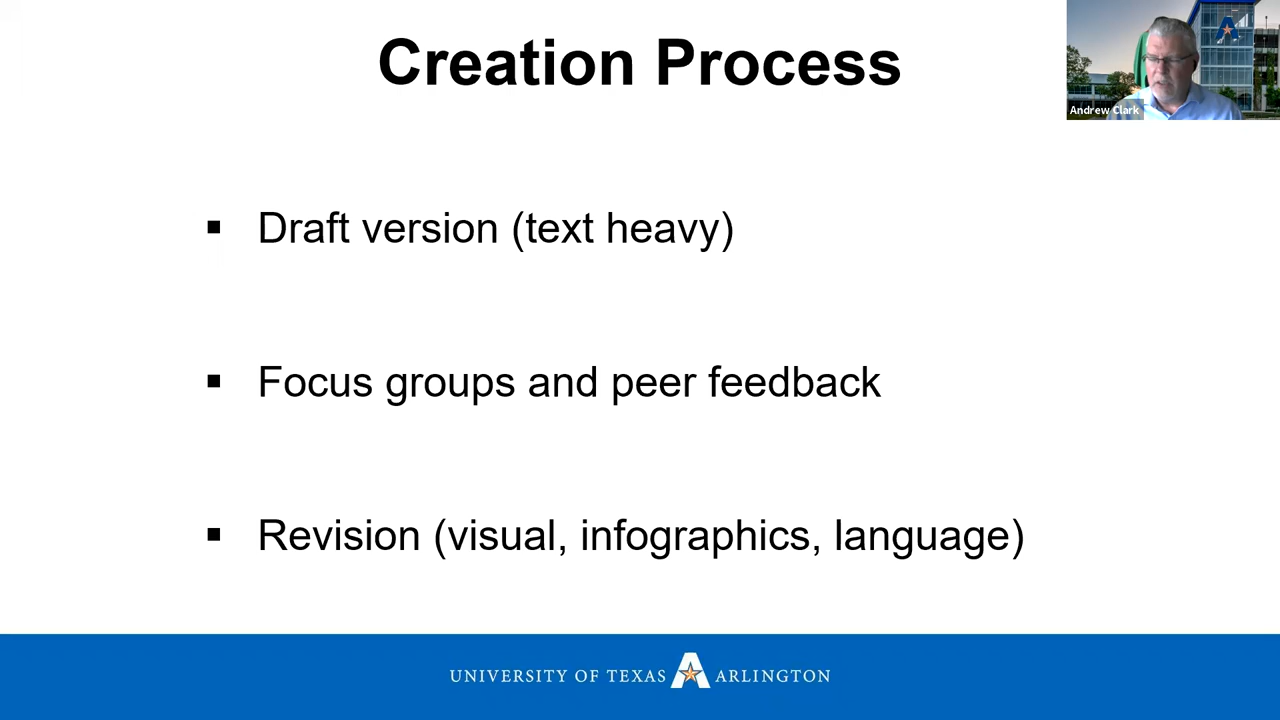 Creation Process
Andrew Clark
▪ Draft version (text heavy)
▪ Focus groups and peer feedback
▪ Revision (visual, infographics, language)
UNIVERSITY OF TEXAS A ARLINGTON